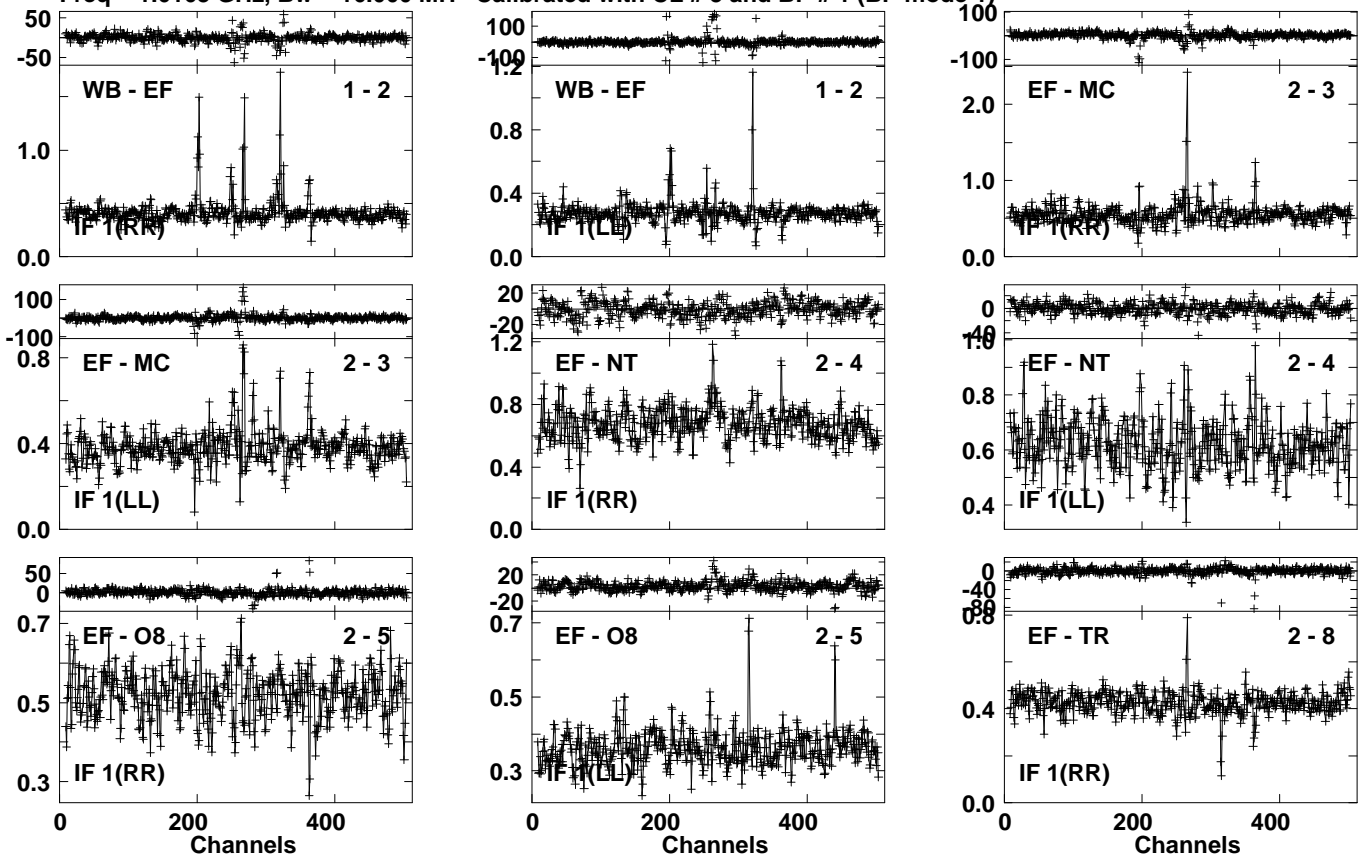 50
-50
WB - EF 1 - 2
1.0
IF 1(RR)
0.0
100
-100
1.2
WB - EF 1 - 2
0.8
0.4
IF 1(LL)
0.0
100
-100
EF - MC 2 - 3
2.0
1.0
IF 1(RR)
0.0
100
-100
0.8
EF - MC 2 - 3
0.4
IF 1(LL)
0.0
20
-20
1.2
EF - NT 2 - 4
0.8
0.4
IF 1(RR)
0.0
0
-40
1.0
EF - NT 2 - 4
0.8
0.6
0.4
IF 1(LL)
50
0
0.7
EF - O8 2 - 5
0.5
IF 1(RR)
0.3
0 200 400
Channels
20
-20
0.7
EF - O8 2 - 5
0.5
0.3
IF 1(LL)
0 200 400
Channels
0
-40
-80
0.8
EF - TR 2 - 8
0.4
IF 1(RR)
0.0
0 200 400
Channels